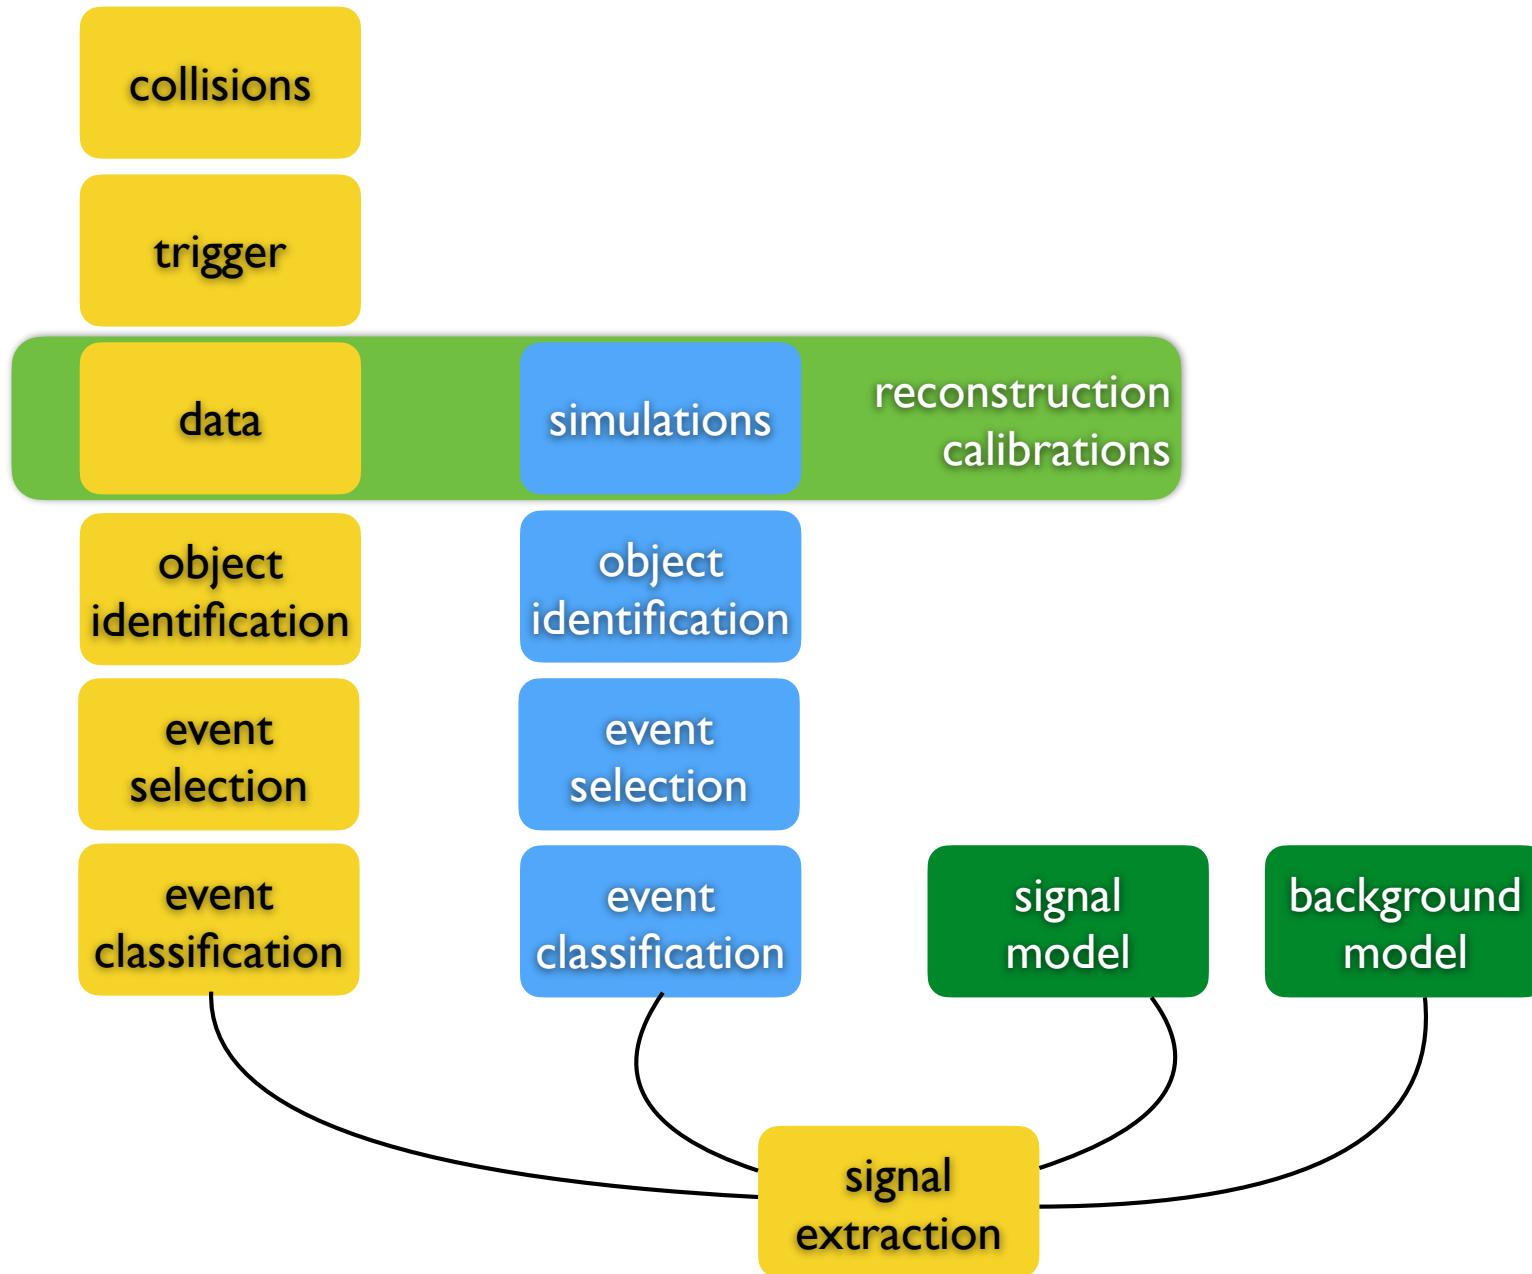 collisions
trigger
data
simulations
reconstruction
calibrations
object
identification
object
identification
event
selection
event
selection
event
classification
event
classification
signal
model
background
model
signal
extraction